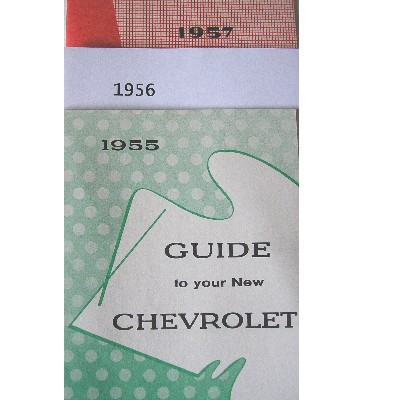 1957
1956
1955
GUIDE
to your New
CHEVROLET